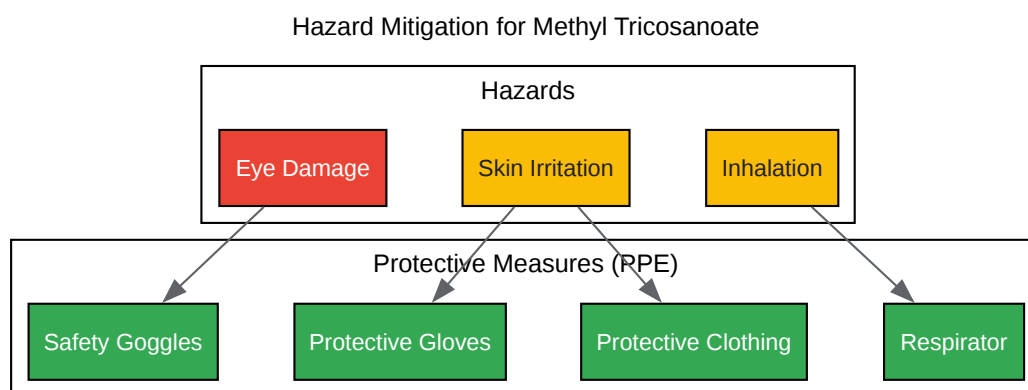 Hazard Mitigation for Methyl Tricosanoate
Hazards
Eye Damage
Skin Irritation
Inhalation
Protective Measures (PPE)
Safety Goggles
Protective Gloves
Protective Clothing
Respirator